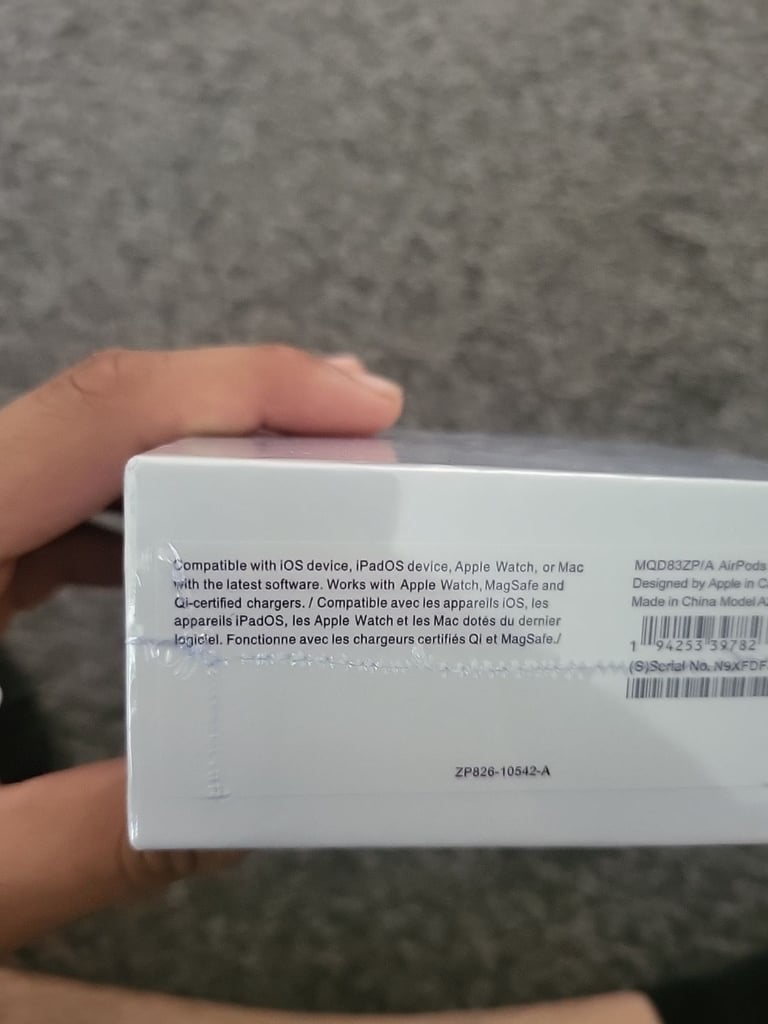 Compatible with iOS device, iPadOS device, Apple Watch, or Mac
with the latest software. Works with Apple Watch, MagSafe and
Qi-certified chargers. / Compatible avec les appareils iOS, les
appareils iPadOS, les Apple Watch et les Mac dotés du dernier
logiciel. Fonctionne avec les chargeurs certifiés Qi et MagSafe./
MQD83ZP/A AirPods
Designed by Apple in
Made in China Model
1 94253 39782
(S)Serial No. N9XFDF
ZP826-10542-A